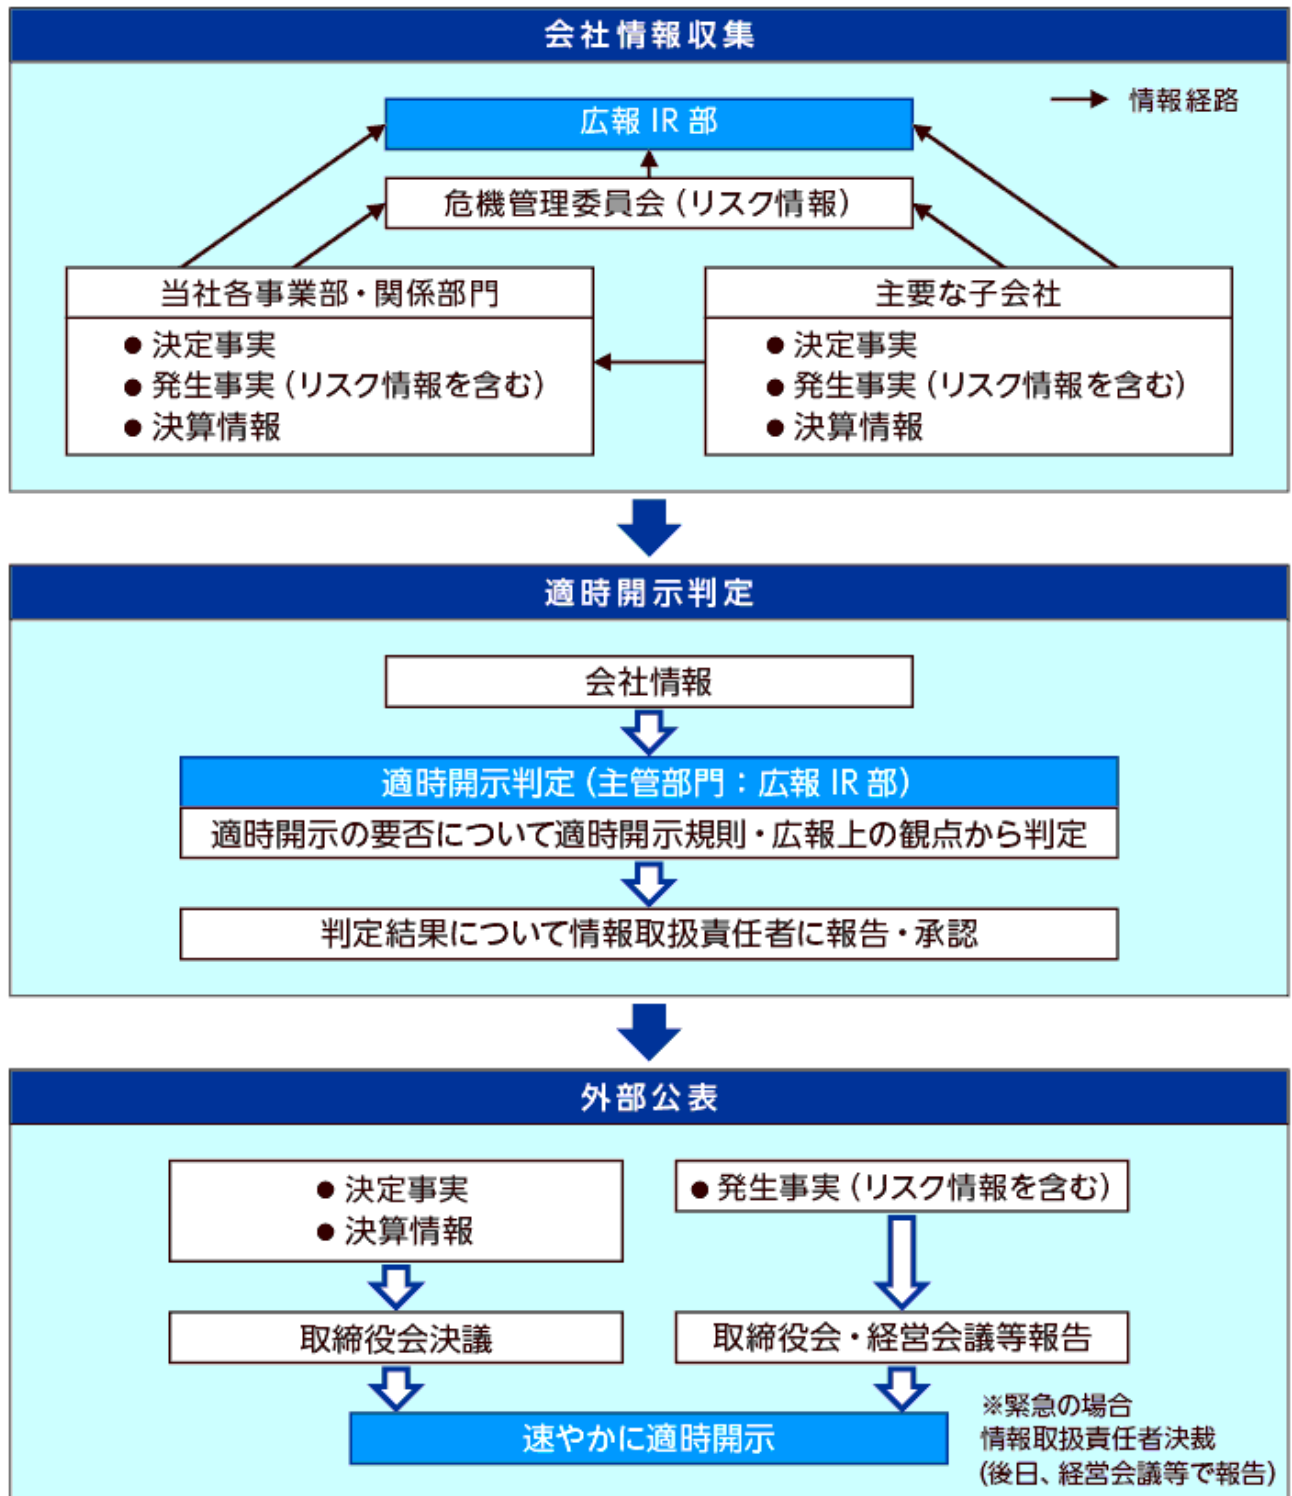 会社情報収集
情報経路
広報 IR 部
危機管理委員会（リスク情報）
当社各事業部・関係部門
● 決定事実
● 発生事実（リスク情報を含む）
● 決算情報
主要な子会社
● 決定事実
● 発生事実（リスク情報を含む）
● 決算情報
適時開示判定
会社情報
適時開示判定（主管部門：広報 IR 部）
適時開示の要否について適時開示規則・広報上の観点から判定
判定結果について情報取扱責任者に報告・承認
外部公表
● 決定事実
● 決算情報
● 発生事実（リスク情報を含む）
取締役会決議
取締役会・経営会議等報告
速やかに適時開示
※緊急の場合
情報取扱責任者決裁
(後日、経営会議等で報告)